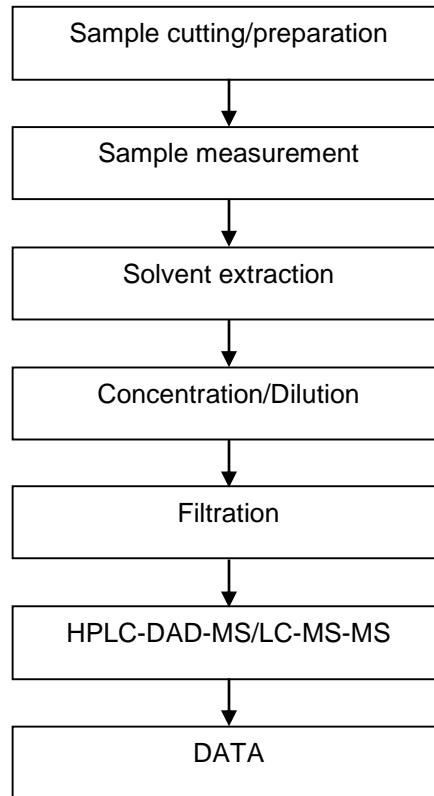 Sample cutting/preparation
Sample measurement
Solvent extraction
Concentration/Dilution
Filtration
HPLC-DAD-MS/LC-MS-MS
DATA